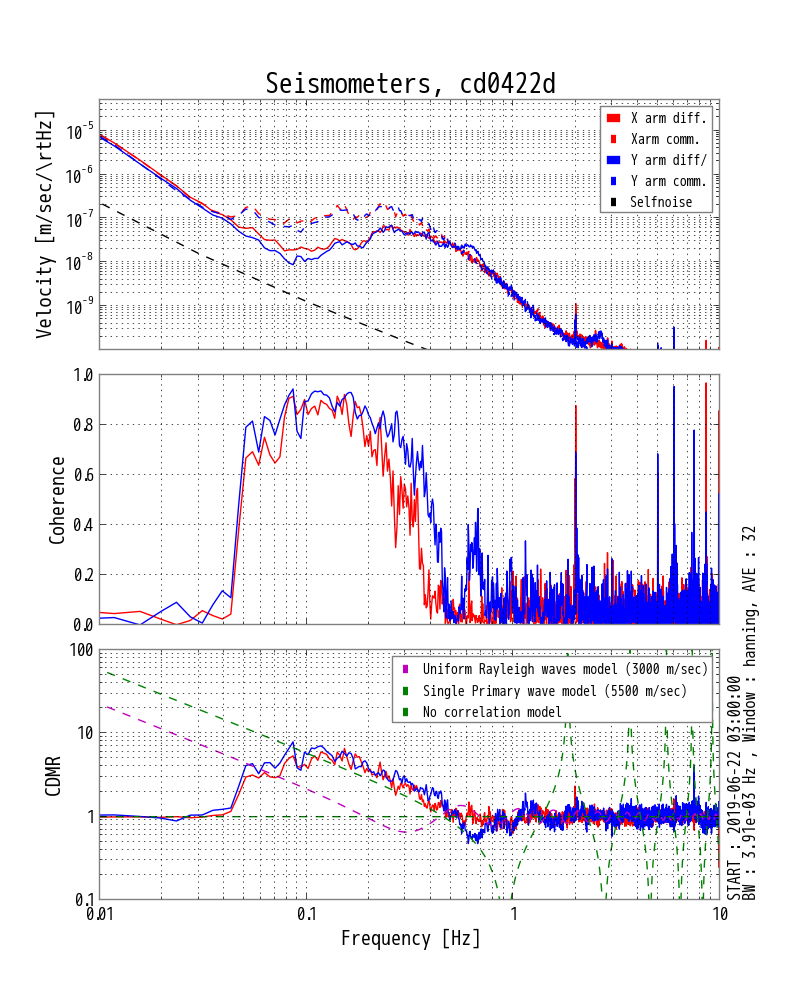 Seismometers, cd0422d
Velocity [m/sec/\rtHz]
10^-5
10^-6
10^-7
10^-8
10^-9
X arm diff.
Xarm comm.
Y arm diff/
Y arm comm.
Selfnoise
Coherence
1.0
0.8
0.6
0.4
0.2
0.0
CDMR
100
10
1
0.1
Uniform Rayleigh waves model (3000 m/sec)
Single Primary wave model (5500 m/sec)
No correlation model
0.01
0.1
1
10
Frequency [Hz]
START : 2019-06-22 03:00:00
BW : 3.91e-03 Hz , Window : hanning, AVE : 32